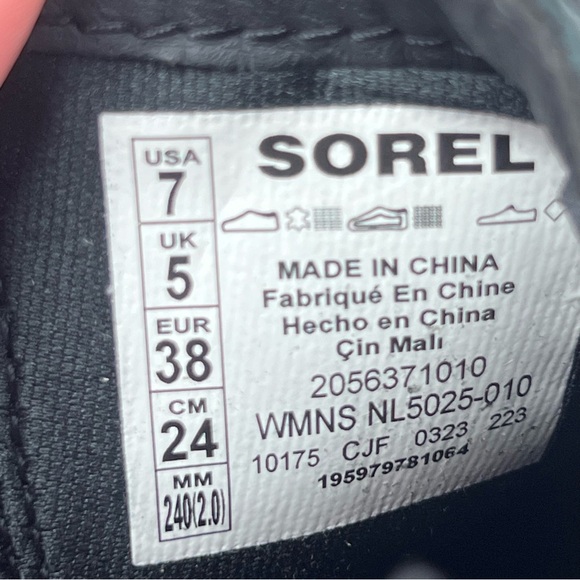 USA
7
UK
5
EUR
38
CM
24
MM
240(2.0)
SOREL
MADE IN CHINA
Fabriqué En Chine
Hecho en China
Çin Malı
2056371010
WMNS NL5025-010
10175 CJF 0323 223
195979781064